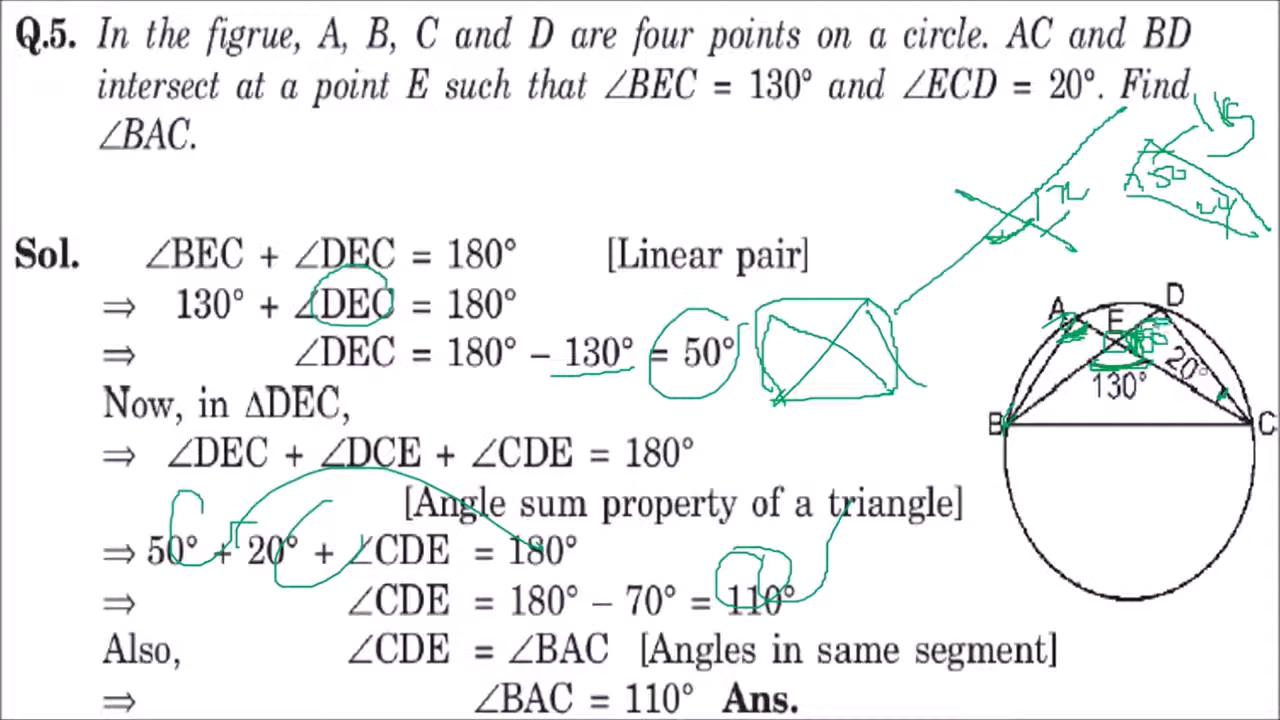 Q.5. In the figrue, A, B, C and D are four points on a circle. AC and BD
intersect at a point E such that ∠BEC = 130° and ∠ECD = 20°. Find
∠BAC.
Sol. ∠BEC + ∠DEC = 180° [Linear pair]
⇒ 130° + ∠DEC = 180°
⇒ ∠DEC = 180° – 130° = 50°
Now, in ΔDEC,
⇒ ∠DEC + ∠DCE + ∠CDE = 180°
[Angle sum property of a triangle]
⇒ 50° + 20° + ∠CDE = 180°
⇒ ∠CDE = 180° – 70° = 110°
Also, ∠CDE = ∠BAC [Angles in same segment]
⇒ ∠BAC = 110° Ans.
A E D
20°
130°
B C